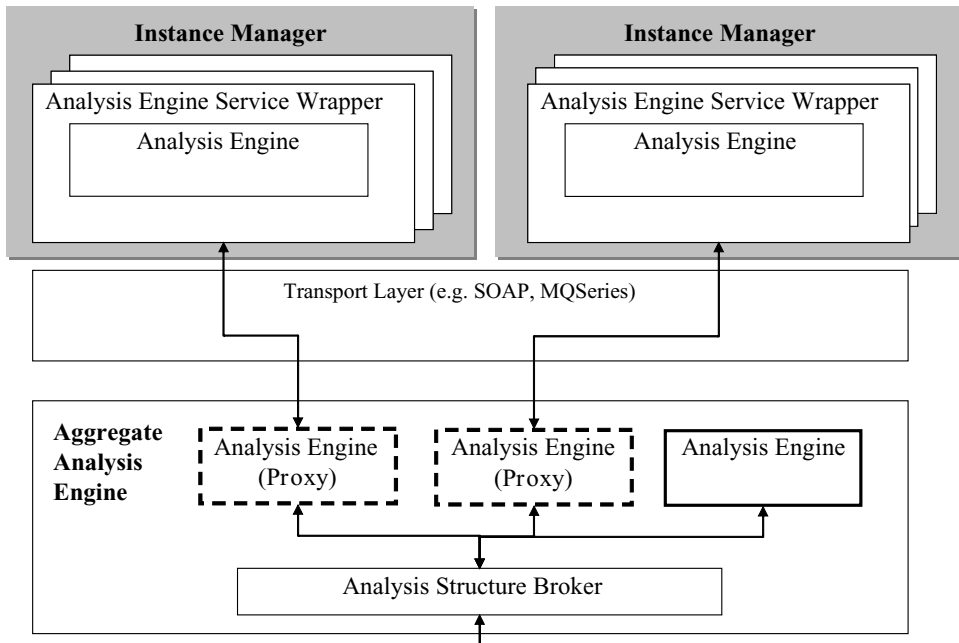 Instance Manager
Analysis Engine Service Wrapper
Analysis Engine
Instance Manager
Analysis Engine Service Wrapper
Analysis Engine
Transport Layer (e.g. SOAP, MQSeries)
Aggregate
Analysis
Engine
Analysis Engine
(Proxy)
Analysis Engine
(Proxy)
Analysis Engine
Analysis Structure Broker